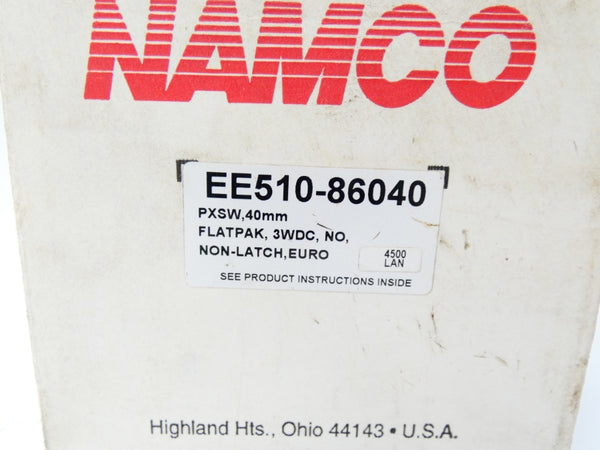 NAMCO
EE510-86040
PXSW,40mm
FLATPAK, 3WDC, NO,
NON-LATCH,EURO
4500
LAN
SEE PRODUCT INSTRUCTIONS INSIDE
Highland Hts., Ohio 44143 • U.S.A.